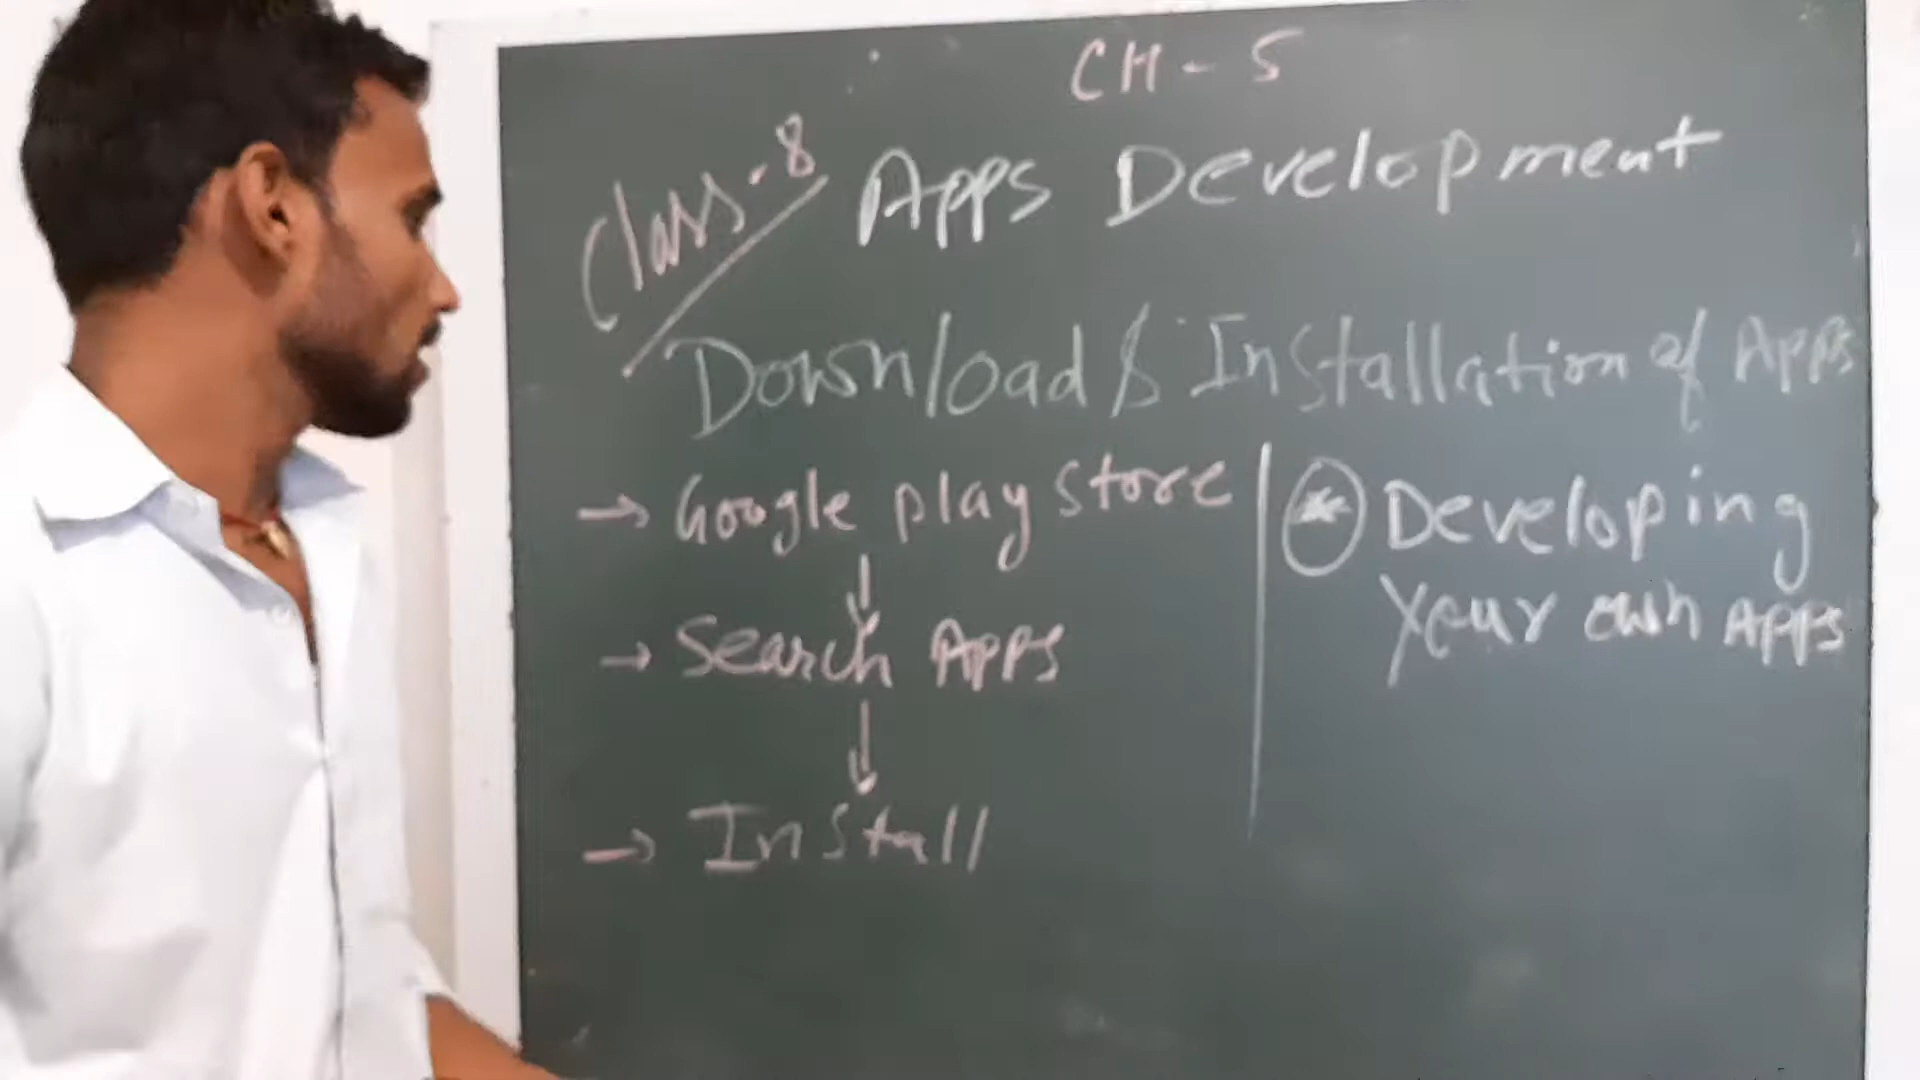 CH - 5
Class - 8
Apps Development
Download & Installation of Apps
→ Google play store
→ Search Apps
→ Install
* Developing
Your own Apps